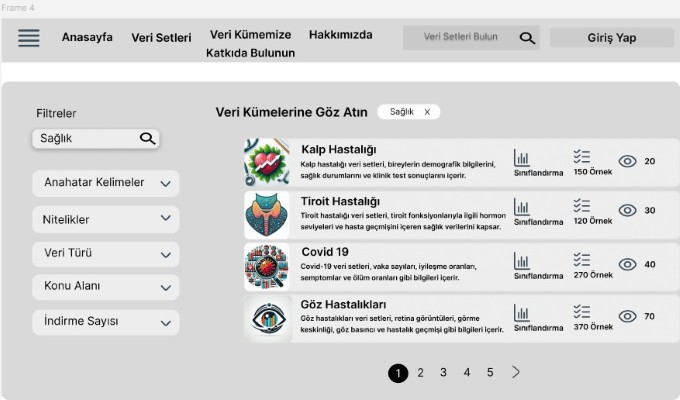 Frame 4
Anasayfa
Veri Setleri
Veri Kümemize
Katkıda Bulunun
Hakkımızda
Veri Setleri Bulun
Giriş Yap
Filtreler
Sağlık
Anahatar Kelimeler
Nitelikler
Veri Türü
Konu Alanı
İndirme Sayısı
Veri Kümelerine Göz Atın
Sağlık X
Kalp Hastalığı
Kalp hastalığı veri setleri, bireylerin demografik bilgilerini,
sağlık durumlarını ve klinik test sonuçlarını içerir.
Sınıflandırma
150 Örnek
20
Tiroit Hastalığı
Tiroit hastalığı veri setleri, tiroit fonksiyonlarıyla ilgili hormon
seviyeleri ve hasta geçmişini içeren sağlık verilerini kapsar.
Sınıflandırma
120 Örnek
30
Covid 19
Covid-19 veri setleri, vaka sayıları, iyileşme oranları,
semptomlar ve ölüm oranları gibi bilgileri içerir.
Sınıflandırma
270 Örnek
40
Göz Hastalıkları
Göz hastalıkları veri setleri, retina görüntüleri, görme
keskinliği, göz basıncı ve hastalık geçmişi gibi bilgileri içerir.
Sınıflandırma
370 Örnek
70
1 2 3 4 5